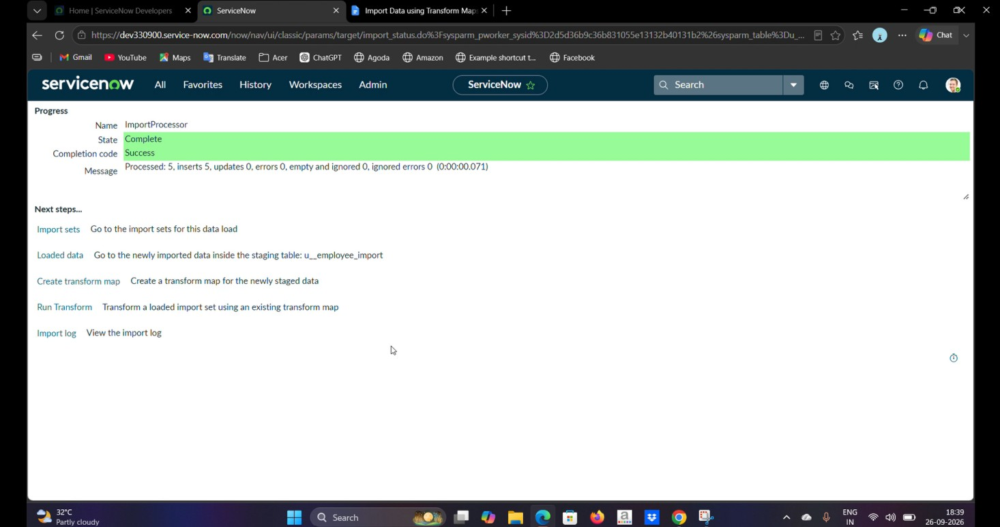 Home | ServiceNow Developers
ServiceNow
Import Data using Transform Map
https://dev330900.service-now.com/now/nav/ui/classic/params/target/import_status.do%3Fsysparm_pworker_sysid%3D2d5d36b9c36b831055e13132b40131b2%26sysparm_table%3Du_...
Chat
Gmail
YouTube
Maps
Translate
Acer
ChatGPT
Agoda
Amazon
Example shortcut t...
Facebook
servicenow
All
Favorites
History
Workspaces
Admin
ServiceNow
Search
Progress
Name ImportProcessor
State Complete
Completion code Success
Message Processed: 5, inserts 5, updates 0, errors 0, empty and ignored 0, ignored errors 0 (0:00:00.071)
Next steps...
Import sets Go to the import sets for this data load
Loaded data Go to the newly imported data inside the staging table: u__employee_import
Create transform map Create a transform map for the newly staged data
Run Transform Transform a loaded import set using an existing transform map
Import log View the import log
32°C
Partly cloudy
Search
ENG
IN
18:39
26-09-2026